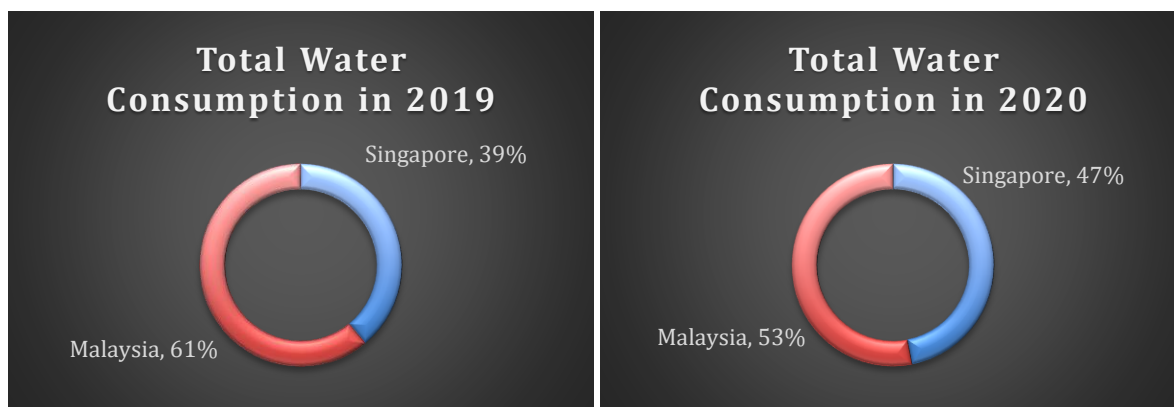 Total Water
Consumption in 2019
Singapore, 39%
Malaysia, 61%
Total Water
Consumption in 2020
Singapore, 47%
Malaysia, 53%